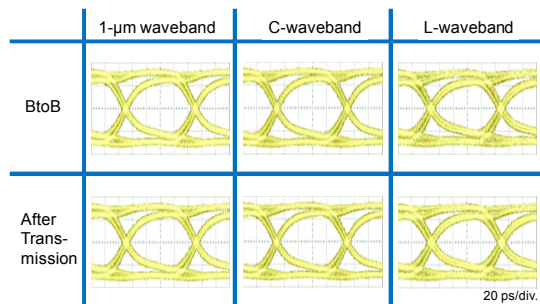 1-μm waveband
C-waveband
L-waveband
BtoB
After
Trans-
mission
20 ps/div.